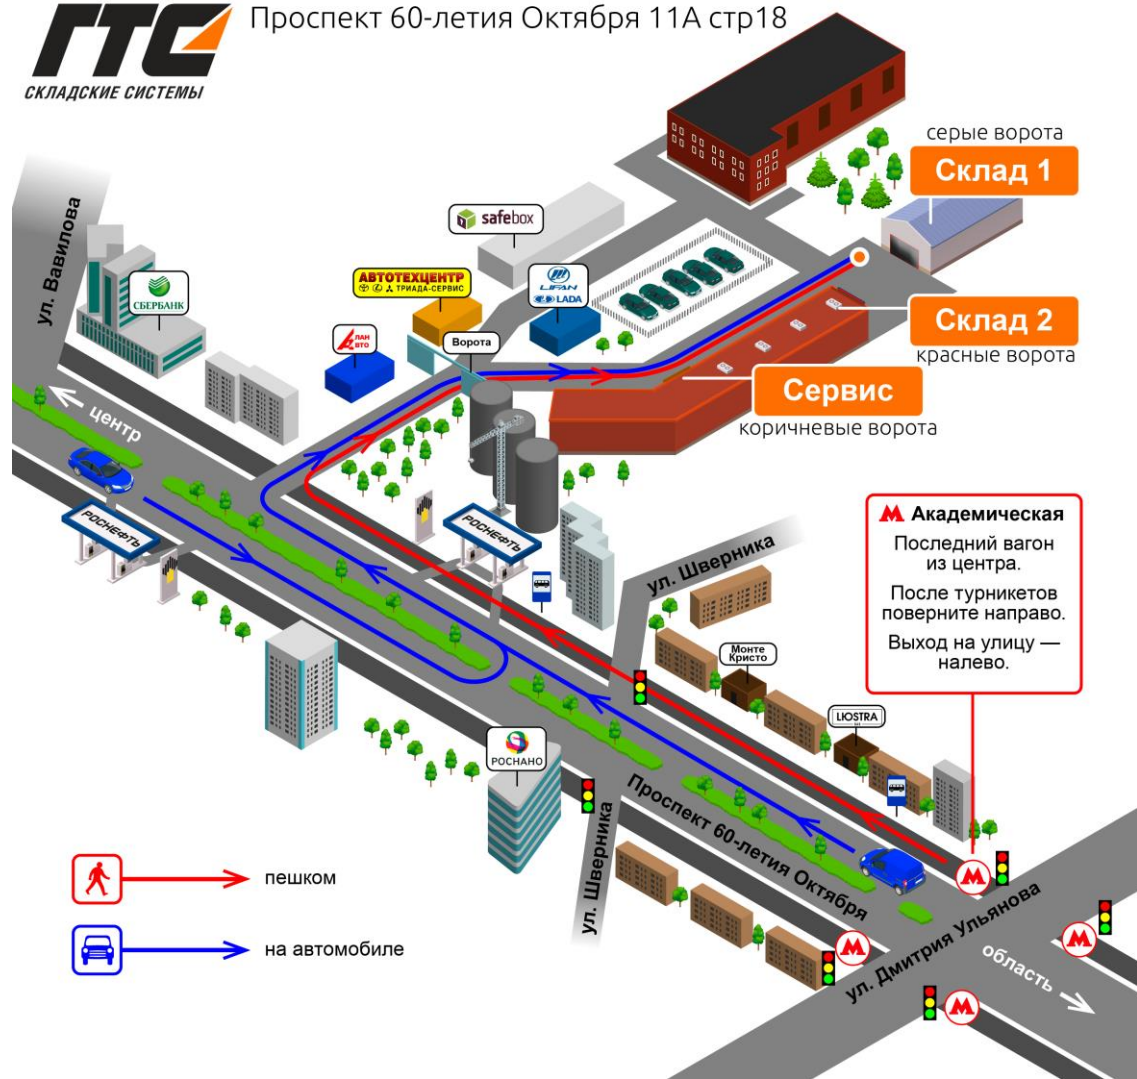 ГТС
СКЛАДСКИЕ СИСТЕМЫ
Проспект 60-летия Октября 11А стр18
серые ворота
Склад 1
ул. Вавилова
safebox
СБЕРБАНК
АВТОТЕХЦЕНТР
ТРИАДА-СЕРВИС
LIFAN
LADA
ЛАН
АВТО
Ворота
Склад 2
красные ворота
Сервис
коричневые ворота
центр
РОСНЕФТЬ
РОСНЕФТЬ
М Академическая
Последний вагон
из центра.
После турникетов
поверните направо.
Выход на улицу —
налево.
ул. Шверника
Монте
Кристо
LIOSTRA
РОСНАНО
Проспект 60-летия Октября
ул. Шверника
М
М
М
М
ул. Дмитрия Ульянова
область
пешком
на автомобиле